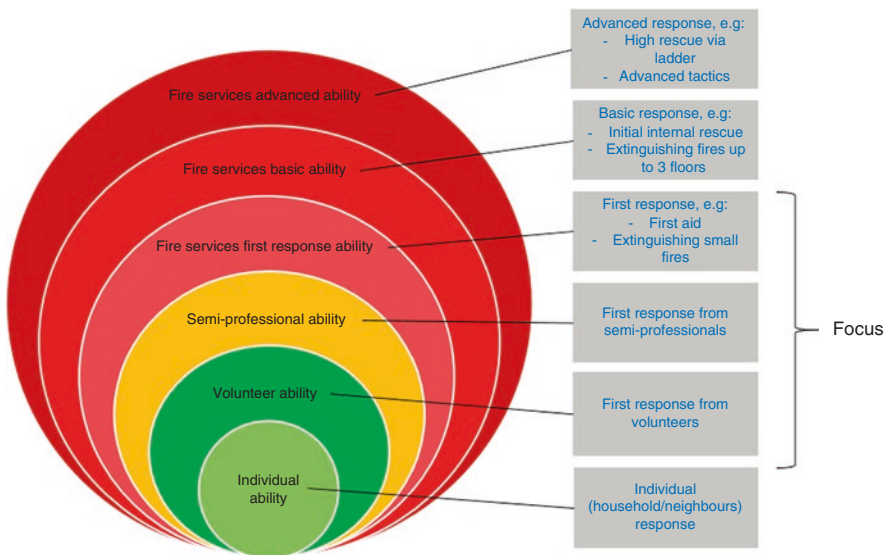 Fire services advanced ability
Advanced response, e.g:
- High rescue via
ladder
- Advanced tactics
Fire services basic ability
Basic response, e.g:
- Initial internal rescue
- Extinguishing fires up
to 3 floors
Fire services first response ability
First response, e.g:
- First aid
- Extinguishing small
fires
Semi-professional ability
First response from
semi-professionals
Focus
Volunteer ability
First response from
volunteers
Individual
ability
Individual
(household/neighbours)
response